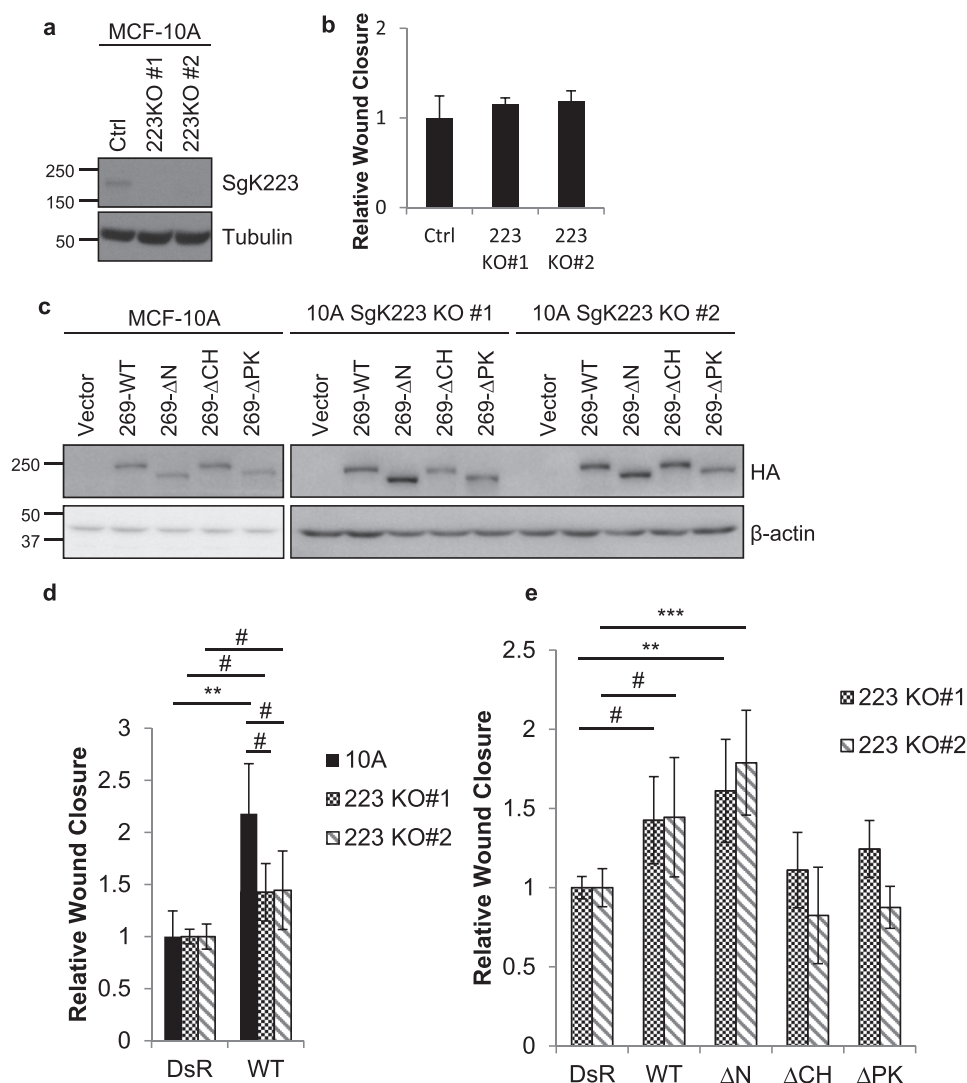 a
MCF-10A
Ctrl
223KO #1
223KO #2
250
150
SgK223
50
Tubulin
b
Relative Wound Closure
2
1
0
Ctrl
223 KO#1
223 KO#2
c
MCF-10A
10A SgK223 KO #1
10A SgK223 KO #2
Vector
269-WT
269-ΔN
269-ΔCH
269-ΔPK
Vector
269-WT
269-ΔN
269-ΔCH
269-ΔPK
Vector
269-WT
269-ΔN
269-ΔCH
269-ΔPK
250
HA
50
37
β-actin
d
#
#
**
#
#
Relative Wound Closure
3
2.5
2
1.5
1
0.5
0
DsR
WT
10A
223 KO#1
223 KO#2
e
***
**
#
#
Relative Wound Closure
2.5
2
1.5
1
0.5
0
DsR
WT
ΔN
ΔCH
ΔPK
223 KO#1
223 KO#2